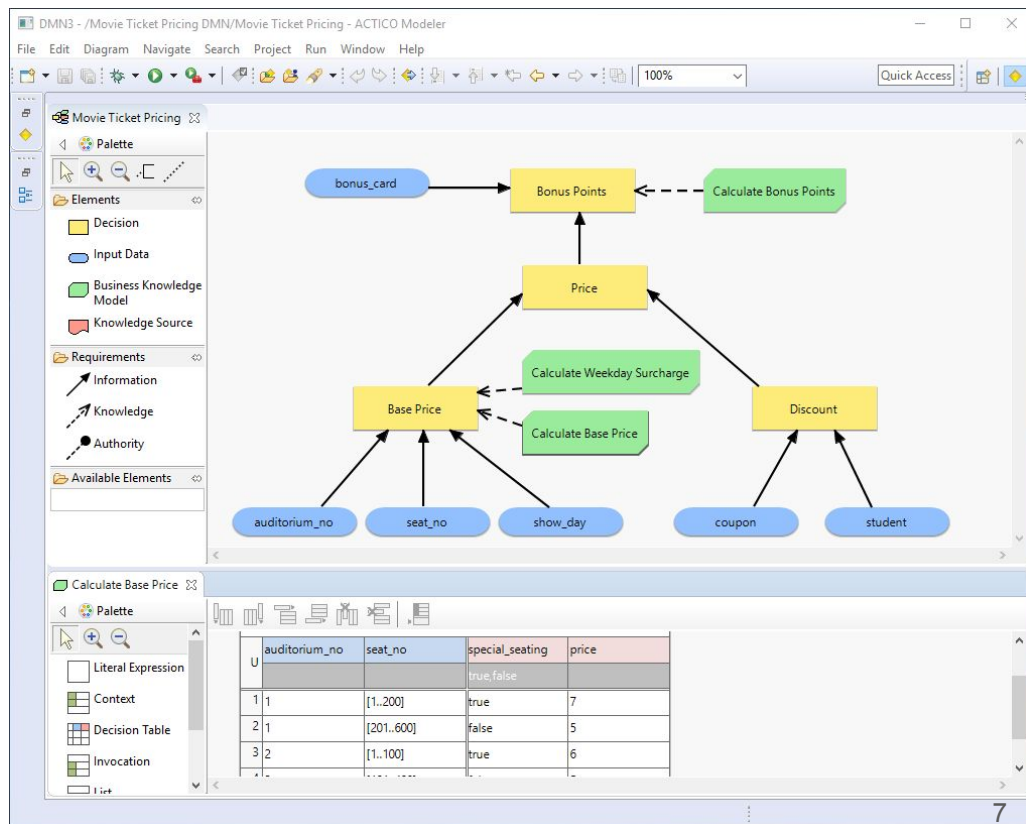 DMN3 - /Movie Ticket Pricing DMN/Movie Ticket Pricing - ACTICO Modeler
File Edit Diagram Navigate Search Project Run Window Help
100% Quick Access
Movie Ticket Pricing
Palette
Elements
Decision
Input Data
Business Knowledge
Model
Knowledge Source
Requirements
Information
Knowledge
Authority
Available Elements
bonus_card
Bonus Points
Calculate Bonus Points
Price
Calculate Weekday Surcharge
Base Price
Discount
Calculate Base Price
auditorium_no
seat_no
show_day
coupon
student
Calculate Base Price
Palette
Literal Expression
Context
Decision Table
Invocation
List
U auditorium_no seat_no special_seating price
true,false
1 1 [1..200] true 7
2 1 [201..600] false 5
3 2 [1..100] true 6
7